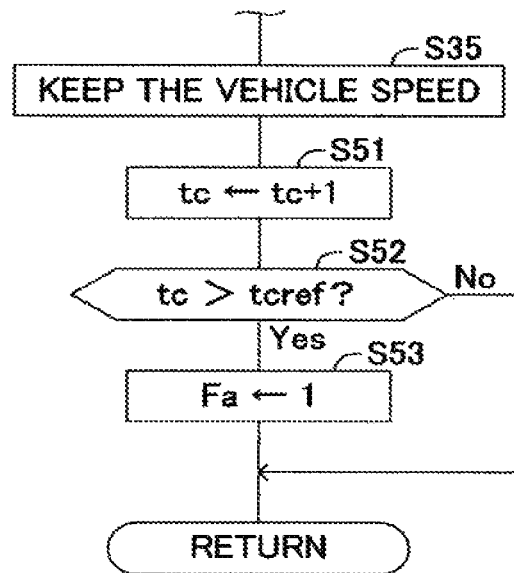 S35
KEEP THE VEHICLE SPEED
S51
tc ← tc+1
S52
tc > tcref?
No
Yes
S53
Fa ← 1
RETURN